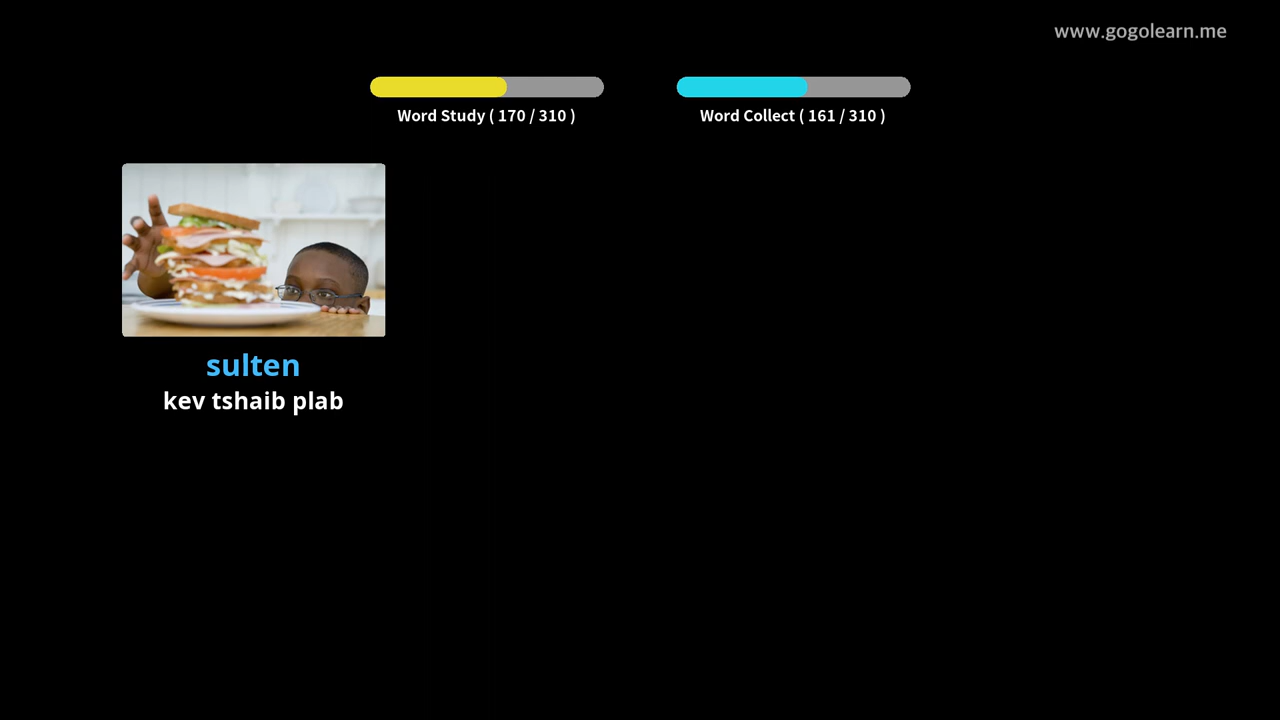 www.gogolearn.me
Word Study ( 170 / 310 )
Word Collect ( 161 / 310 )
sulten
kev tshaib plab